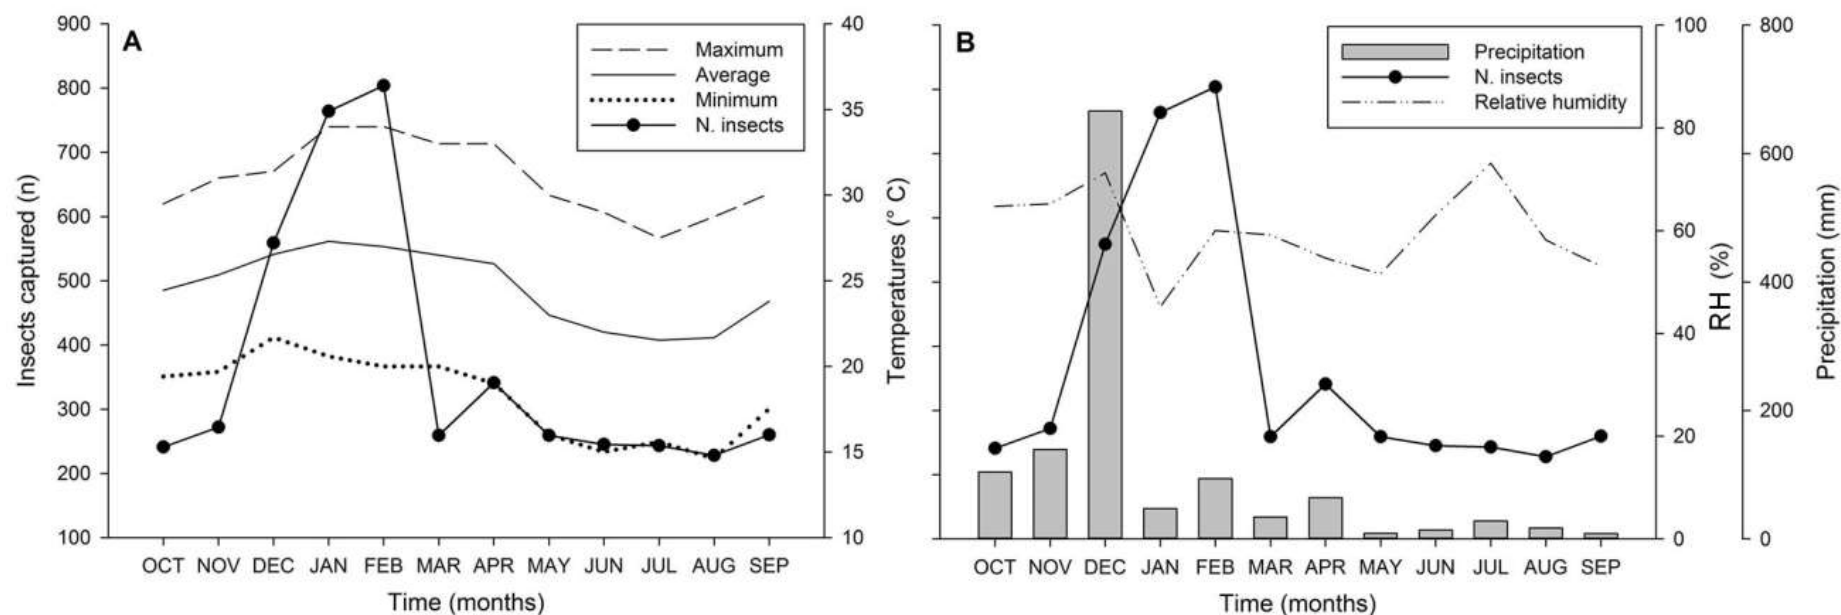 A
Maximum
Average
Minimum
N. insects
Insects captured (n)
900
800
700
600
500
400
300
200
100
40
35
30
25
20
15
10
Temperatures (° C)
OCT NOV DEC JAN FEB MAR APR MAY JUN JUL AUG SEP
Time (months)
B
Precipitation
N. insects
Relative humidity
100
80
60
40
20
0
RH (%)
800
600
400
200
0
Precipitation (mm)
OCT NOV DEC JAN FEB MAR APR MAY JUN JUL AUG SEP
Time (months)